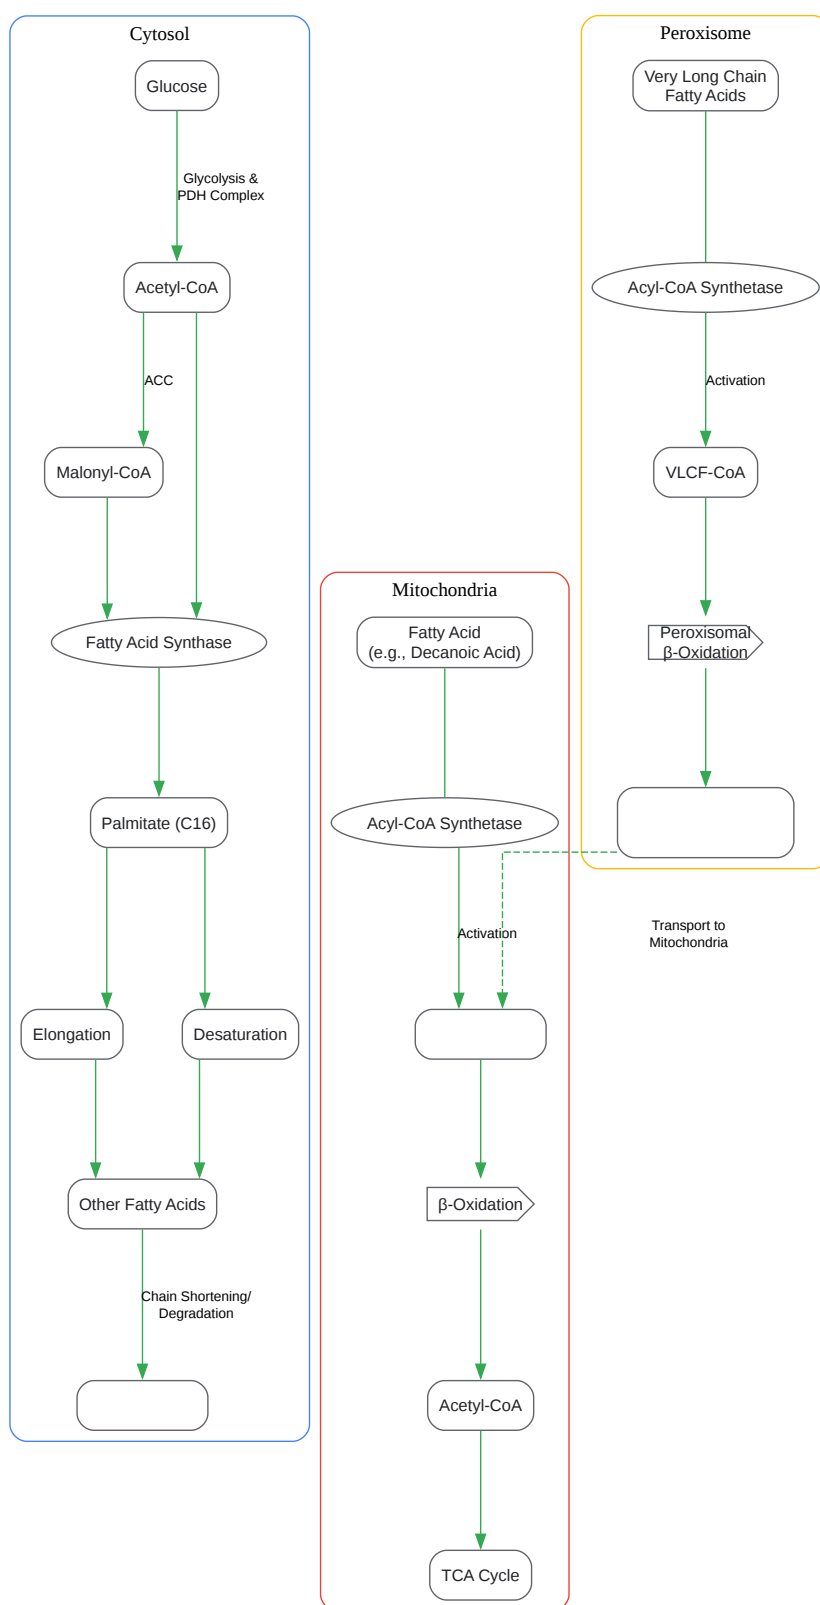 Cytosol
Glucose
Glycolysis &
PDH Complex
Acetyl-CoA
ACC
Malonyl-CoA
Fatty Acid Synthase
Palmitate (C16)
Elongation
Desaturation
Other Fatty Acids
Chain Shortening/
Degradation
Mitochondria
Fatty Acid
(e.g., Decanoic Acid)
Acyl-CoA Synthetase
Activation
β-Oxidation
Acetyl-CoA
TCA Cycle
Peroxisome
Very Long Chain
Fatty Acids
Acyl-CoA Synthetase
Activation
VLCF-CoA
Peroxisomal
β-Oxidation
Transport to
Mitochondria